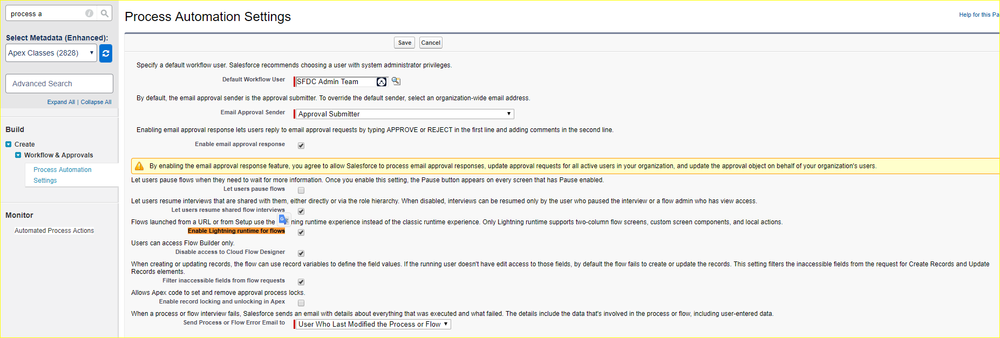 process a
Select Metadata (Enhanced):
Apex Classes (2828)
Advanced Search
Expand All | Collapse All
Build
Create
Workflow & Approvals
Process Automation
Settings
Monitor
Automated Process Actions
Process Automation Settings
Help for this Pa
Save Cancel
Specify a default workflow user. Salesforce recommends choosing a user with system administrator privileges.
Default Workflow User SFDC Admin Team
By default, the email approval sender is the approval submitter. To override the default sender, select an organization-wide email address.
Email Approval Sender Approval Submitter
Enabling email approval response lets users reply to email approval requests by typing APPROVE or REJECT in the first line and adding comments in the second line.
Enable email approval response
By enabling the email approval response feature, you agree to allow Salesforce to process email approval responses, update approval requests for all active users in your organization, and update the approval object on behalf of your organization's users.
Let users pause flows when they need to wait for more information. Once you enable this setting, the Pause button appears on every screen that has Pause enabled.
Let users pause flows
Let users resume interviews that are shared with them, either directly or via the role hierarchy. When disabled, interviews can be resumed only by the user who paused the interview or a flow admin who has view access.
Let users resume shared flow interviews
Flows launched from a URL or from Setup use the ning runtime experience instead of the classic runtime experience. Only Lightning runtime supports two-column flow screens, custom screen components, and local actions.
Enable Lightning runtime for flows
Users can access Flow Builder only.
Disable access to Cloud Flow Designer
When creating or updating records, the flow can use record variables to define the field values. If the running user doesn't have edit access to those fields, by default the flow fails to create or update the records. This setting filters the inaccessible fields from the request for Create Records and Update
Records elements.
Filter inaccessible fields from flow requests
Allows Apex code to set and remove approval process locks.
Enable record locking and unlocking in Apex
When a process or flow interview fails, Salesforce sends an email with details about everything that was executed and what failed. The details include the data that's involved in the process or flow, including user-entered data.
Send Process or Flow Error Email to User Who Last Modified the Process or Flow